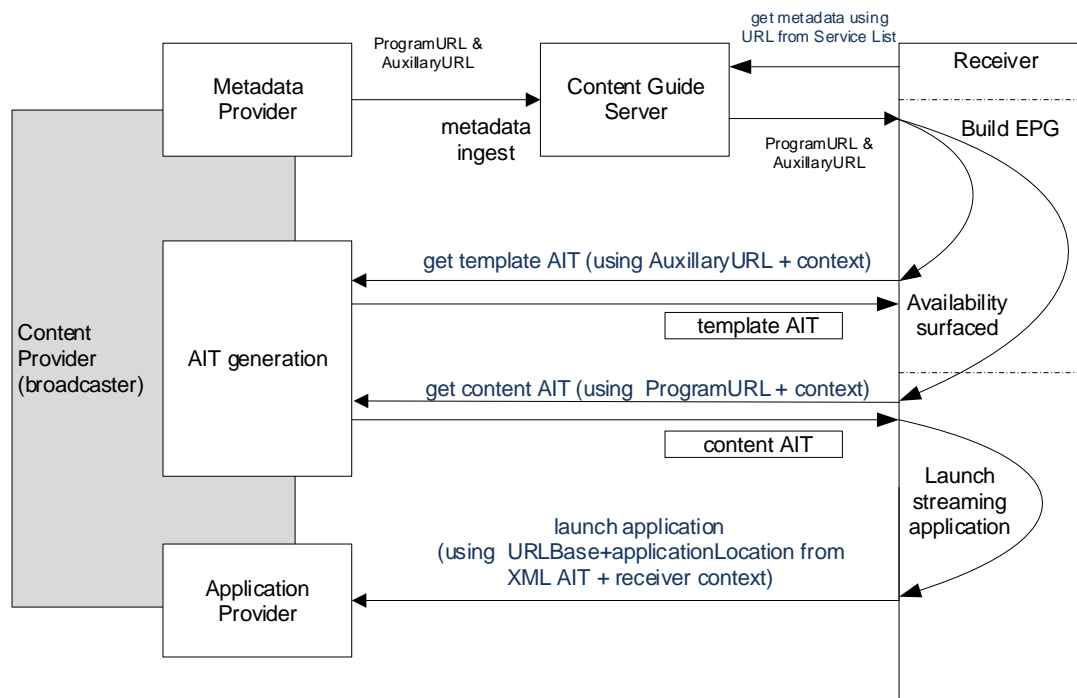 get metadata using
URL from Service List
ProgramURL &
AuxillaryURL
Metadata
Provider
Content Guide
Server
Receiver
metadata
ingest
ProgramURL &
AuxillaryURL
Build EPG
get template AIT (using AuxillaryURL + context)
template AIT
Availability
surfaced
Content
Provider
(broadcaster)
AIT generation
get content AIT (using ProgramURL + context)
content AIT
Launch
streaming
application
launch application
(using URLBase+applicationLocation from
XML AIT + receiver context)
Application
Provider